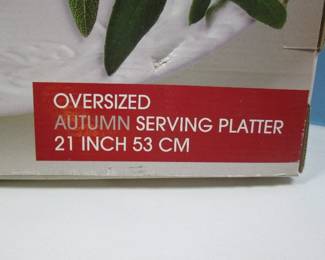 OVERSIZED
AUTUMN SERVING PLATTER
21 INCH 53 CM